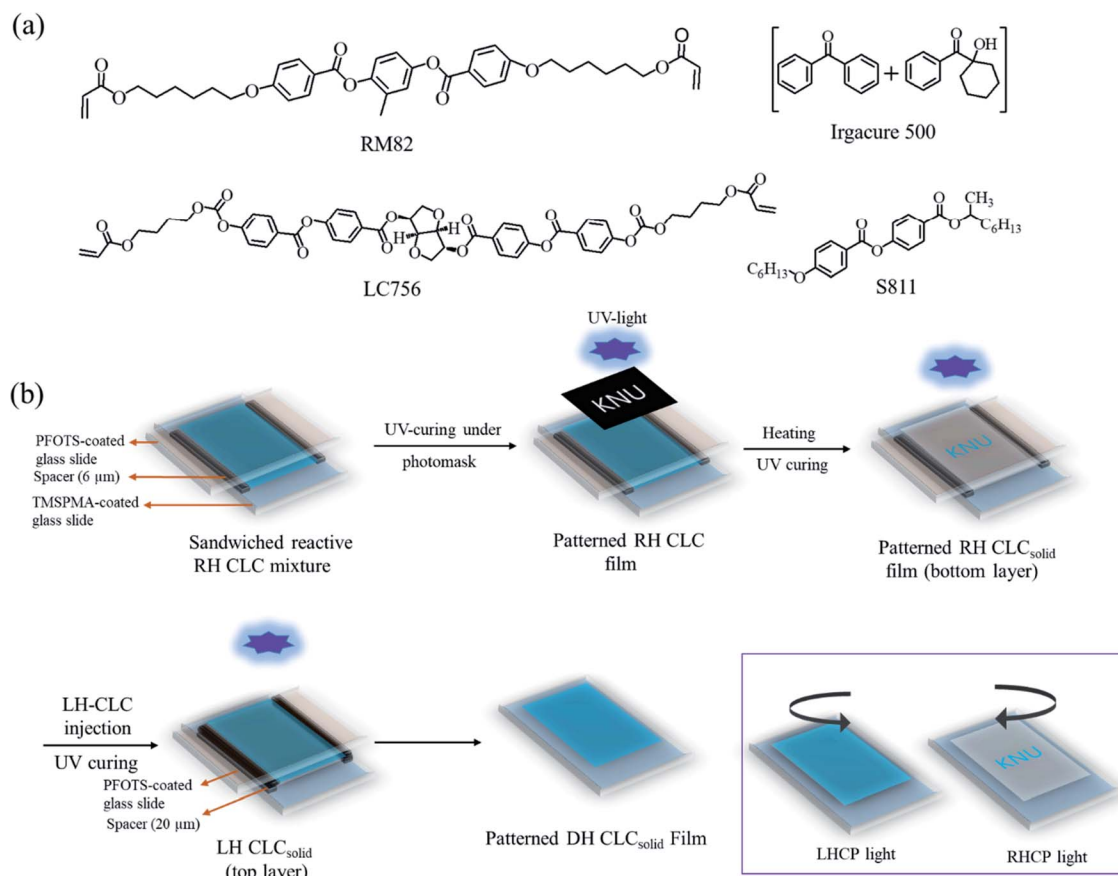 (a)
O
O
O
O
O
O
O
O
O
O
RM82
O
O
OH
+
Irgacure 500
O
O
O
O
O
O
O
O
O
O
H
H
O
O
O
O
O
O
O
O
O
O
LC756
C₆H₁₃
O
O
O
O
O
CH₃
C₆H₁₃
S811
(b)
PFOTS-coated
glass slide
Spacer (6 μm)
TMSPMA-coated
glass slide
Sandwiched reactive
RH CLC mixture
UV-curing under
photomask
UV-light
KNU
Patterned RH CLC
film
Heating
UV curing
KNU
Patterned RH CLCsolid
film (bottom layer)
LH-CLC
injection
UV curing
PFOTS-coated
glass slide
Spacer (20 μm)
LH CLCsolid
(top layer)
Patterned DH CLCsolid Film
LHCP light
KNU
RHCP light